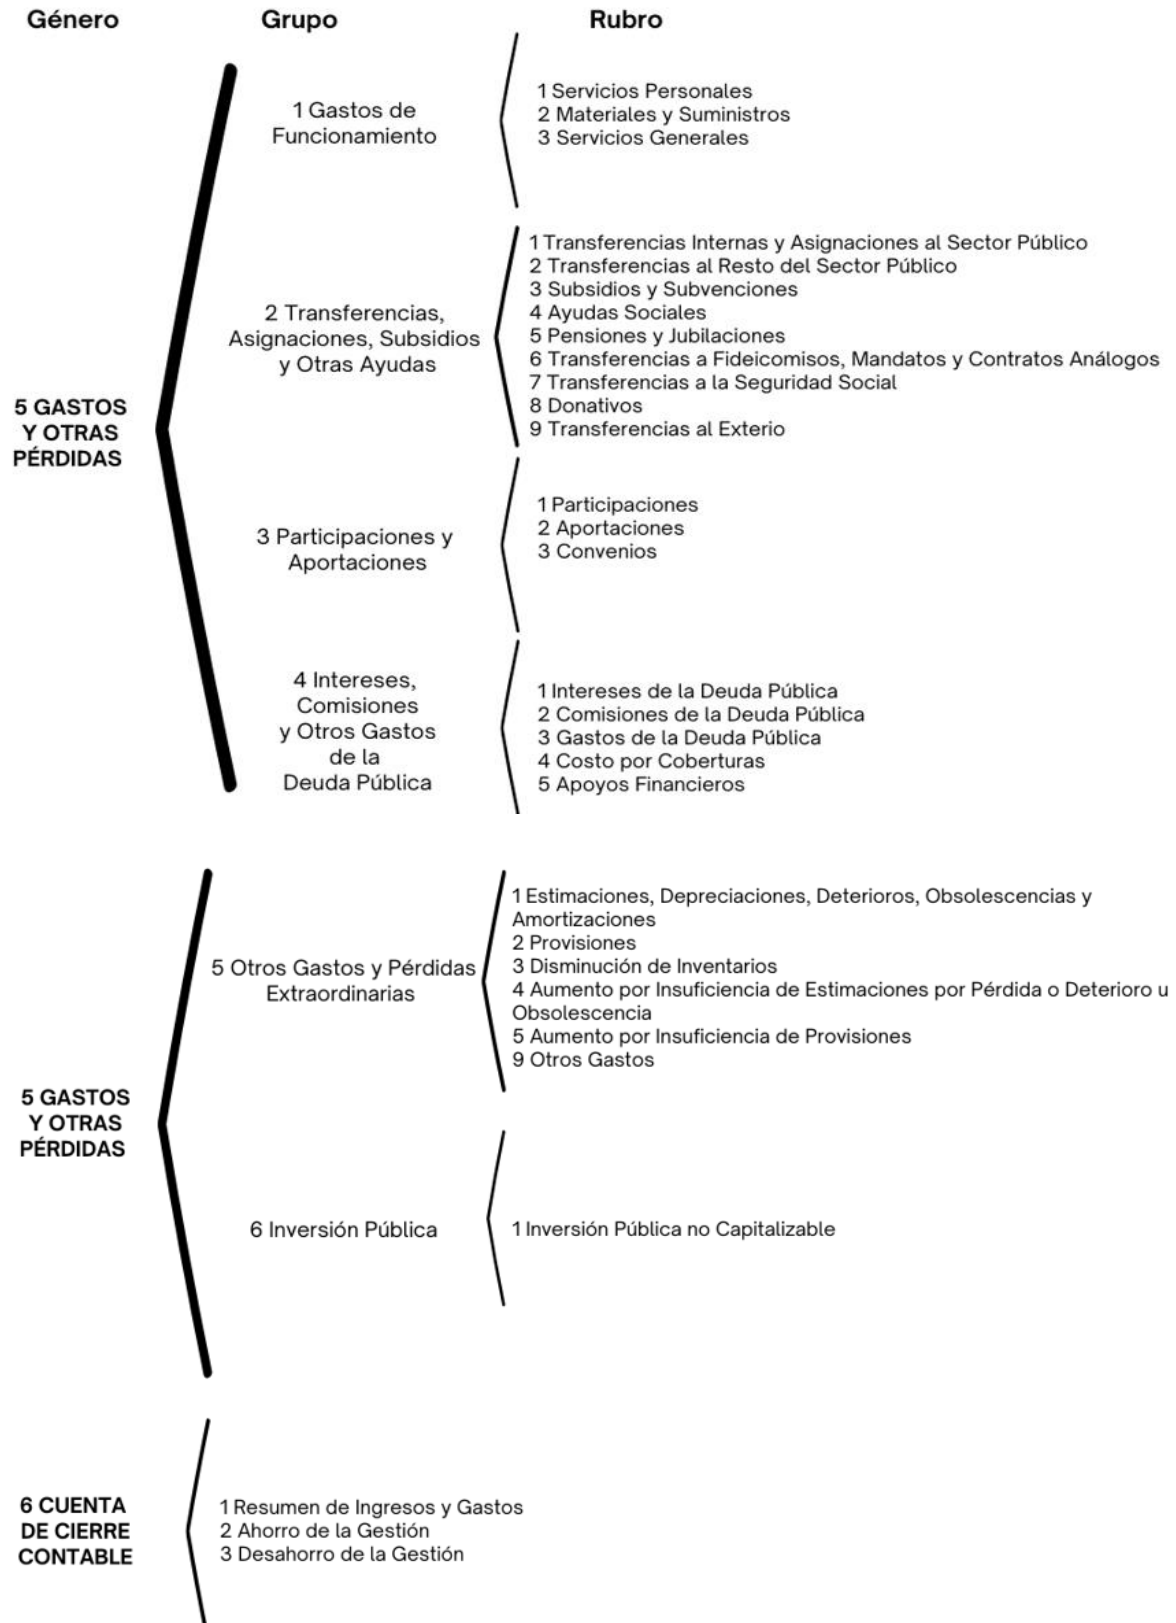 Género Grupo Rubro
5 GASTOS
Y OTRAS
PÉRDIDAS
1 Gastos de
Funcionamiento
1 Servicios Personales
2 Materiales y Suministros
3 Servicios Generales
2 Transferencias,
Asignaciones, Subsidios
y Otras Ayudas
1 Transferencias Internas y Asignaciones al Sector Público
2 Transferencias al Resto del Sector Público
3 Subsidios y Subvenciones
4 Ayudas Sociales
5 Pensiones y Jubilaciones
6 Transferencias a Fideicomisos, Mandatos y Contratos Análogos
7 Transferencias a la Seguridad Social
8 Donativos
9 Transferencias al Exterio
3 Participaciones y
Aportaciones
1 Participaciones
2 Aportaciones
3 Convenios
4 Intereses,
Comisiones
y Otros Gastos
de la
Deuda Pública
1 Intereses de la Deuda Pública
2 Comisiones de la Deuda Pública
3 Gastos de la Deuda Pública
4 Costo por Coberturas
5 Apoyos Financieros
5 GASTOS
Y OTRAS
PÉRDIDAS
5 Otros Gastos y Pérdidas
Extraordinarias
1 Estimaciones, Depreciaciones, Deterioros, Obsolescencias y
Amortizaciones
2 Provisiones
3 Disminución de Inventarios
4 Aumento por Insuficiencia de Estimaciones por Pérdida o Deterioro u
Obsolescencia
5 Aumento por Insuficiencia de Provisiones
9 Otros Gastos
6 Inversión Pública
1 Inversión Pública no Capitalizable
6 CUENTA
DE CIERRE
CONTABLE
1 Resumen de Ingresos y Gastos
2 Ahorro de la Gestión
3 Desahorro de la Gestión